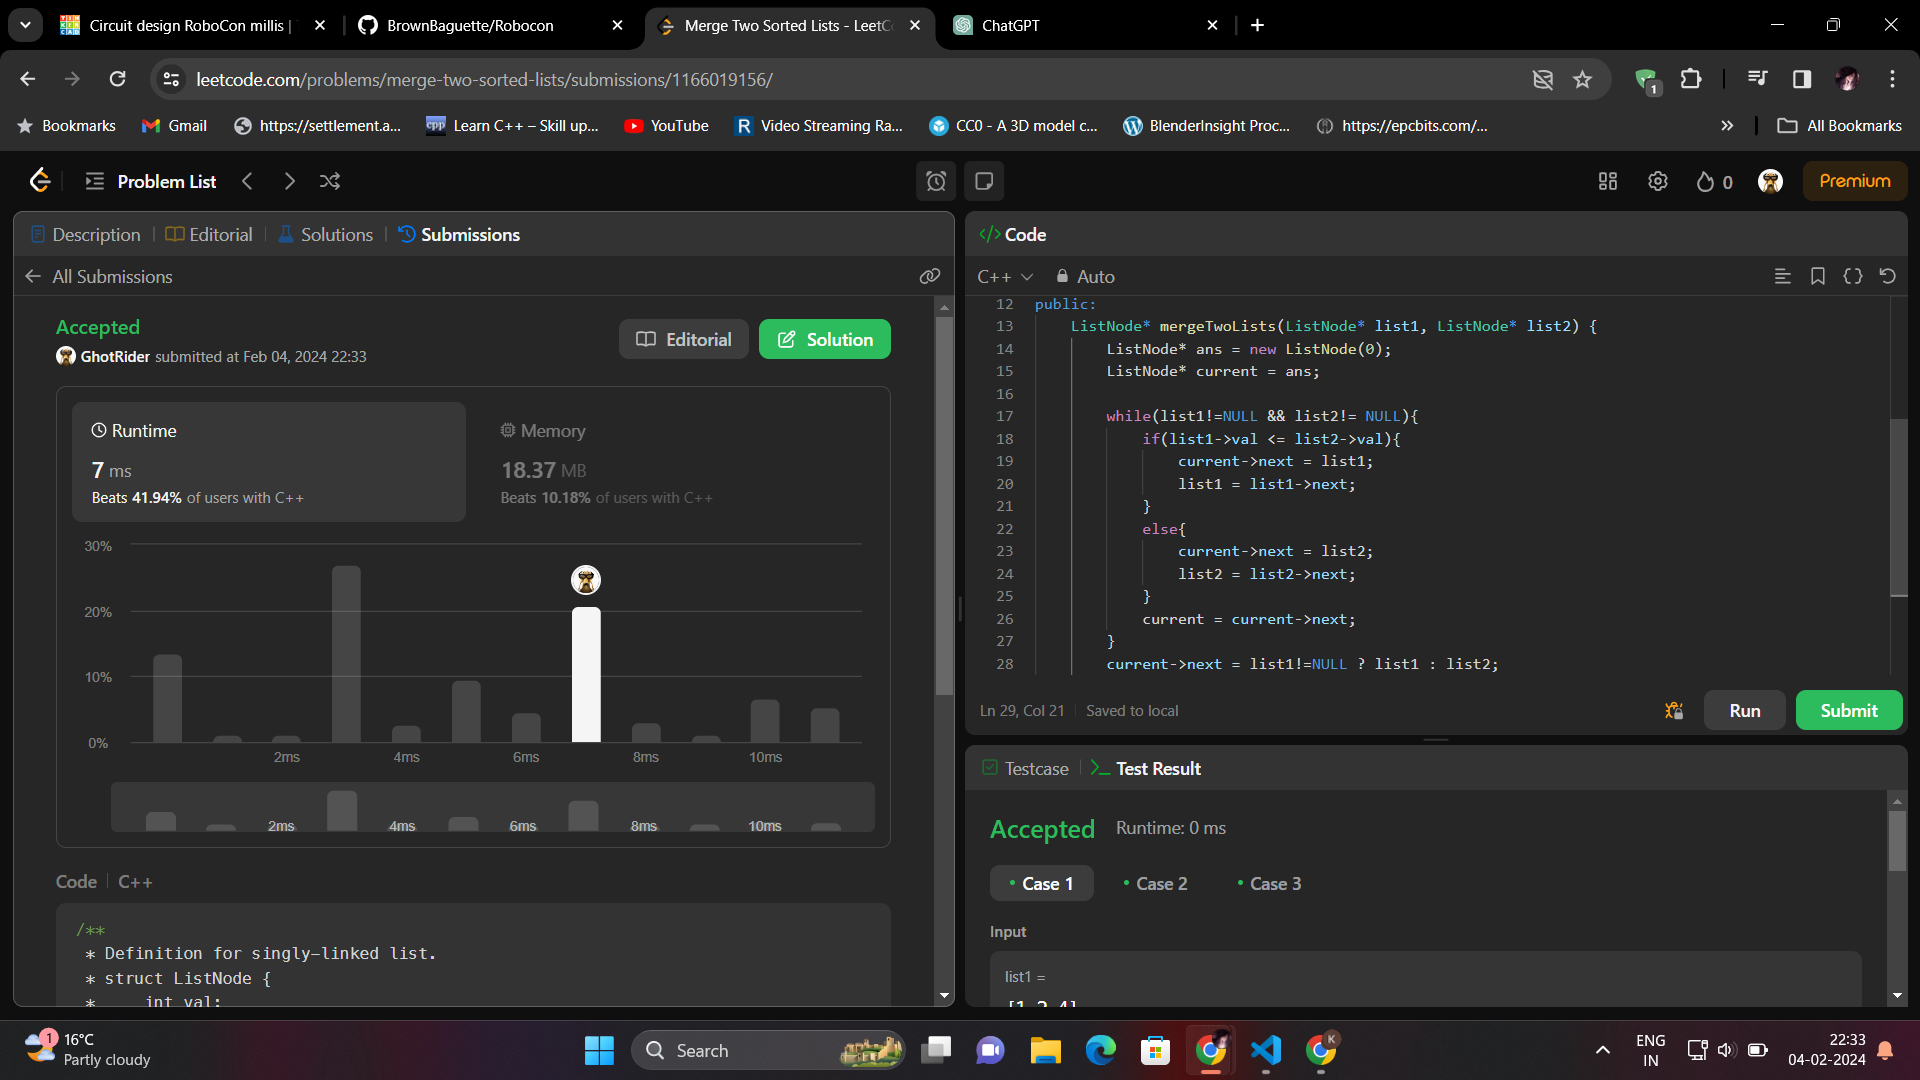 Circuit design RoboCon millis |
BrownBaguette/Robocon
Merge Two Sorted Lists - LeetC
ChatGPT
leetcode.com/problems/merge-two-sorted-lists/submissions/1166019156/
1
Bookmarks
Gmail
https://settlement.a...
Learn C++ – Skill up...
YouTube
Video Streaming Ra...
CC0 - A 3D model c...
BlenderInsight Proc...
https://epcbits.com/...
All Bookmarks
Problem List
0
Premium
Description
Editorial
Solutions
Submissions
All Submissions
Accepted
GhotRider submitted at Feb 04, 2024 22:33
Editorial
Solution
Runtime
7 ms
Beats 41.94% of users with C++
Memory
18.37 MB
Beats 10.18% of users with C++
30%
20%
10%
0%
2ms 4ms 6ms 8ms 10ms
2ms 4ms 6ms 8ms 10ms
Code | C++
/**
* Definition for singly-linked list.
* struct ListNode {
* int val;
</> Code
C++
Auto
12 public:
13 ListNode* mergeTwoLists(ListNode* list1, ListNode* list2) {
14 ListNode* ans = new ListNode(0);
15 ListNode* current = ans;
16
17 while(list1!=NULL && list2!= NULL){
18 if(list1->val <= list2->val){
19 current->next = list1;
20 list1 = list1->next;
21 }
22 else{
23 current->next = list2;
24 list2 = list2->next;
25 }
26 current = current->next;
27 }
28 current->next = list1!=NULL ? list1 : list2;
Ln 29, Col 21 | Saved to local
Run
Submit
Testcase
Test Result
Accepted Runtime: 0 ms
• Case 1 • Case 2 • Case 3
Input
list1 =
[1,2,4]
1
16°C
Partly cloudy
Search
K
ENG
IN
22:33
04-02-2024